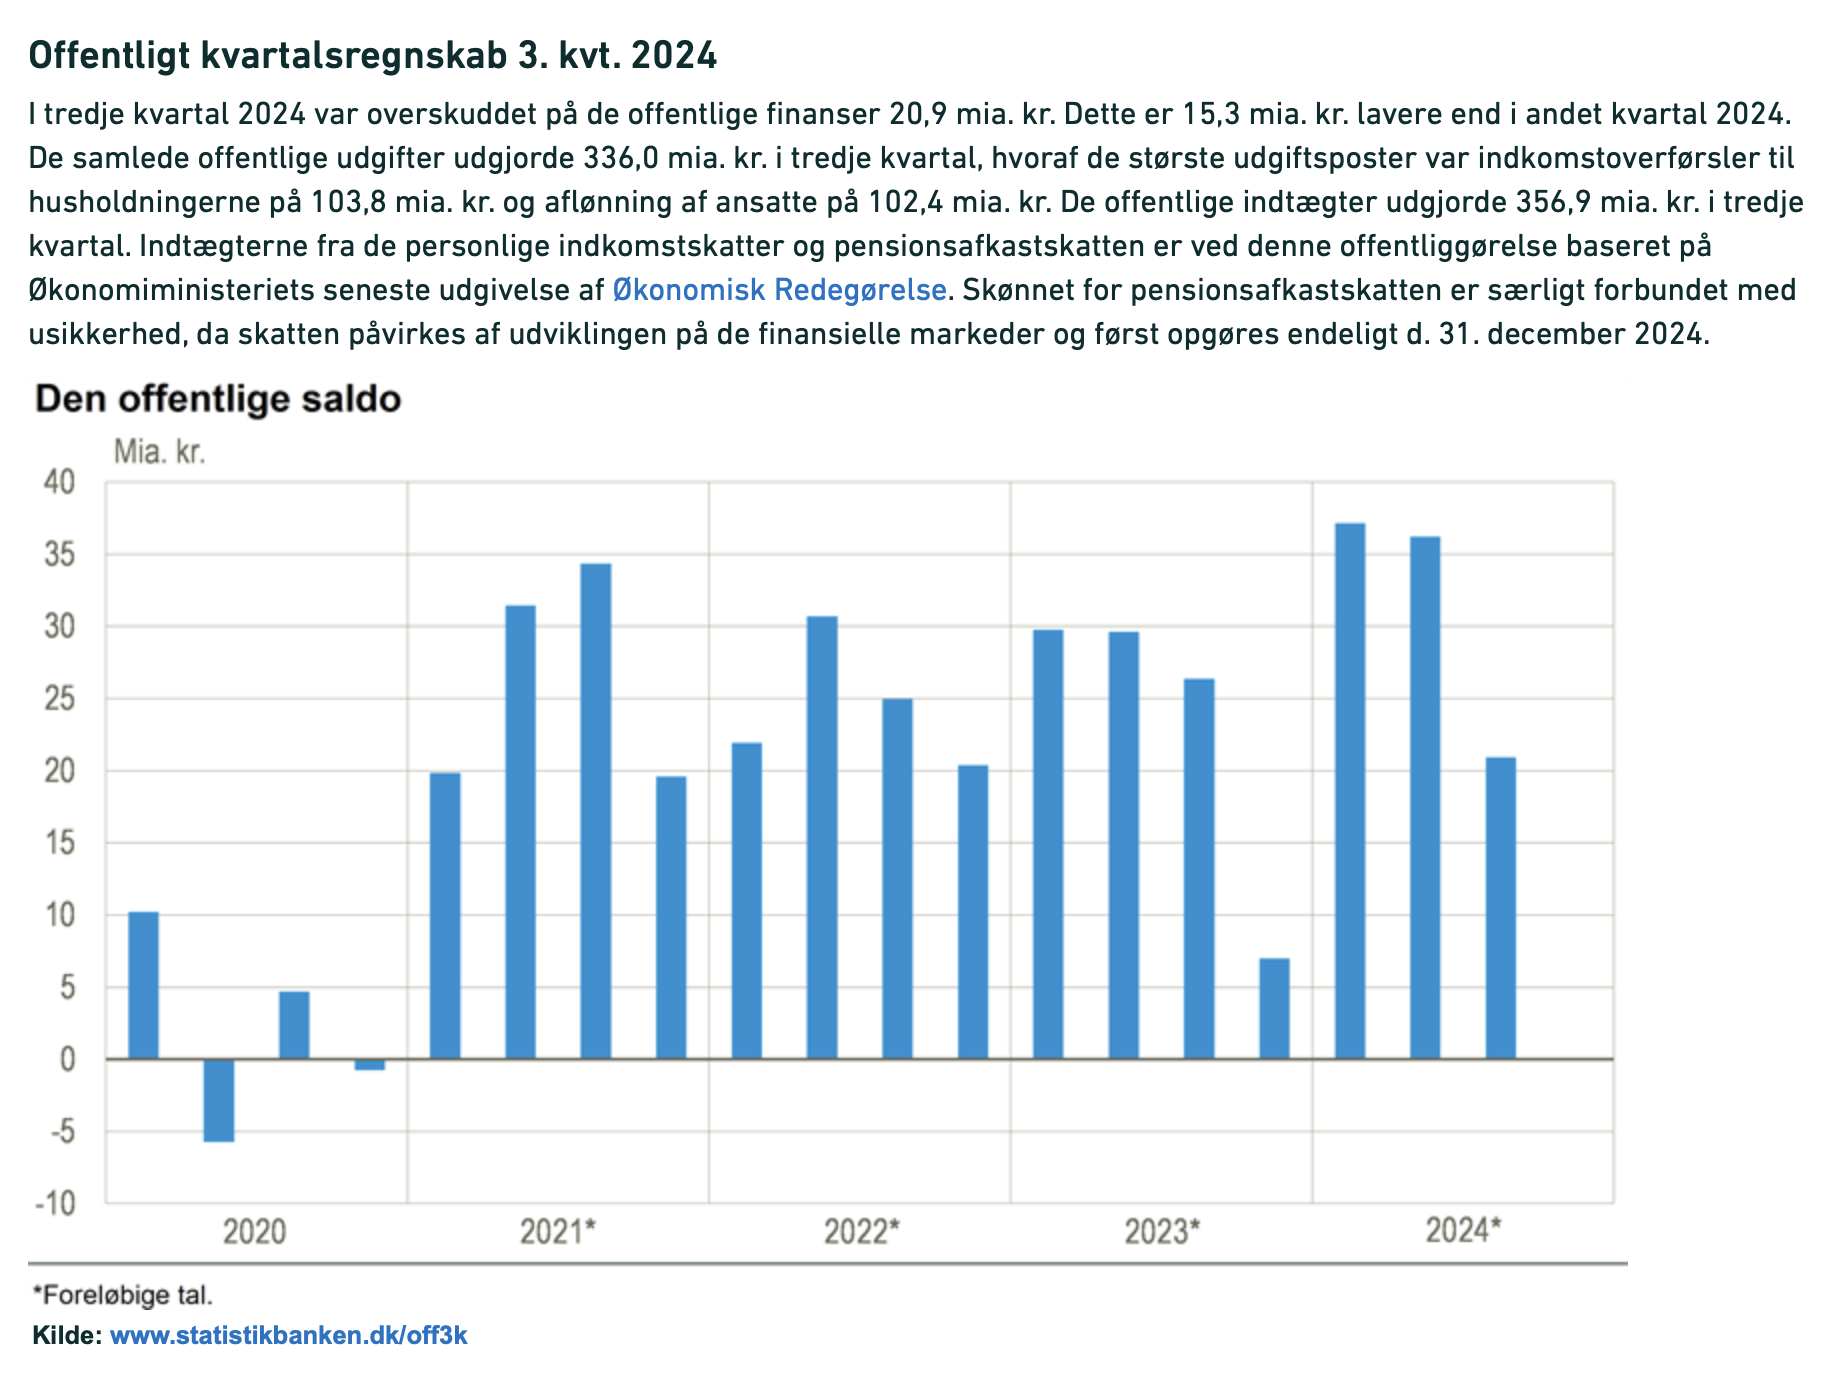 Offentligt kvartalsregnskab 3. kvt. 2024
I tredje kvartal 2024 var overskuddet på de offentlige finanser 20,9 mia. kr. Dette er 15,3 mia. kr. lavere end i andet kvartal 2024.
De samlede offentlige udgifter udgjorde 336,0 mia. kr. i tredje kvartal, hvoraf de største udgiftsposter var indkomstoverførsler til
husholdningerne på 103,8 mia. kr. og aflønning af ansatte på 102,4 mia. kr. De offentlige indtægter udgjorde 356,9 mia. kr. i tredje
kvartal. Indtægterne fra de personlige indkomstskatter og pensionsafkastskatten er ved denne offentliggørelse baseret på
Økonomiministeriets seneste udgivelse af Økonomisk Redegørelse. Skønnet for pensionsafkastskatten er særligt forbundet med
usikkerhed, da skatten påvirkes af udviklingen på de finansielle markeder og først opgøres endeligt d. 31. december 2024.
Den offentlige saldo
Mia. kr.
40
35
30
25
20
15
10
5
0
-5
-10
2020 2021* 2022* 2023* 2024*
*Foreløbige tal.
Kilde: www.statistikbanken.dk/off3k